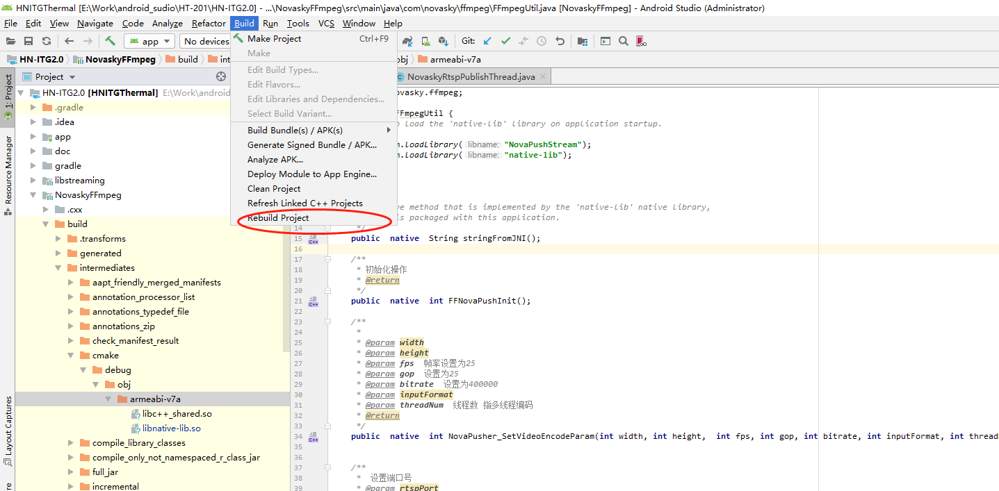 HNITGThermal [E:\Work\android_sudio\HT-201\HN-ITG2.0] - ...\NovaskyFFmpeg\src\main\java\com\novasky\ffmpeg\FFmpegUtil.java [NovaskyFFmpeg] - Android Studio (Administrator)
File Edit View Navigate Code Analyze Refactor Build Run Tools VCS Window Help
app No devices Git:
HN-ITG2.0 NovaskyFFmpeg build int obj armeabi-v7a
Make Project Ctrl+F9
Make
Edit Build Types...
Edit Flavors...
Edit Libraries and Dependencies...
Select Build Variant...
Build Bundle(s) / APK(s)
Generate Signed Bundle / APK...
Analyze APK...
Deploy Module to App Engine...
Clean Project
Refresh Linked C++ Projects
Rebuild Project
1: Project
Resource Manager
Layout Captures
Project
HN-ITG2.0 [HNITGThermal] E:\Work\android
.gradle
.idea
app
doc
gradle
libstreaming
NovaskyFFmpeg
.cxx
build
.transforms
generated
intermediates
aapt_friendly_merged_manifests
annotation_processor_list
annotations_typedef_file
annotations_zip
check_manifest_result
cmake
debug
obj
armeabi-v7a
libc++_shared.so
libnative-lib.so
compile_library_classes
compile_only_not_namespaced_r_class_jar
full_jar
incremental
NovaskyRtspPublishThread.java
ovasky.ffmpeg;
FFmpegUtil {
o load the 'native-lib' library on application startup.
m.loadLibrary( libname: "NovaPushStream");
m.loadLibrary( libname: "native-lib");
ve method that is implemented by the 'native-lib' native library,
is packaged with this application.
14 */
15 public native String stringFromJNI();
16
17 /**
18 * 初始化操作
19 * @return
20 */
21 public native int FFNovaPushInit();
22
23 /**
24 *
25 * @param width
26 * @param height
27 * @param fps 帧率设置为25
28 * @param gop 设置为25
29 * @param bitrate 设置为400000
30 * @param inputFormat
31 * @param threadNum 线程数 指多线程编码
32 * @return
33 */
34 public native int NovaPusher_SetVideoEncodeParam(int width, int height, int fps, int gop, int bitrate, int inputFormat, int thread
35
36
37 /**
38 * 设置端口号
39 * @param rtspPort